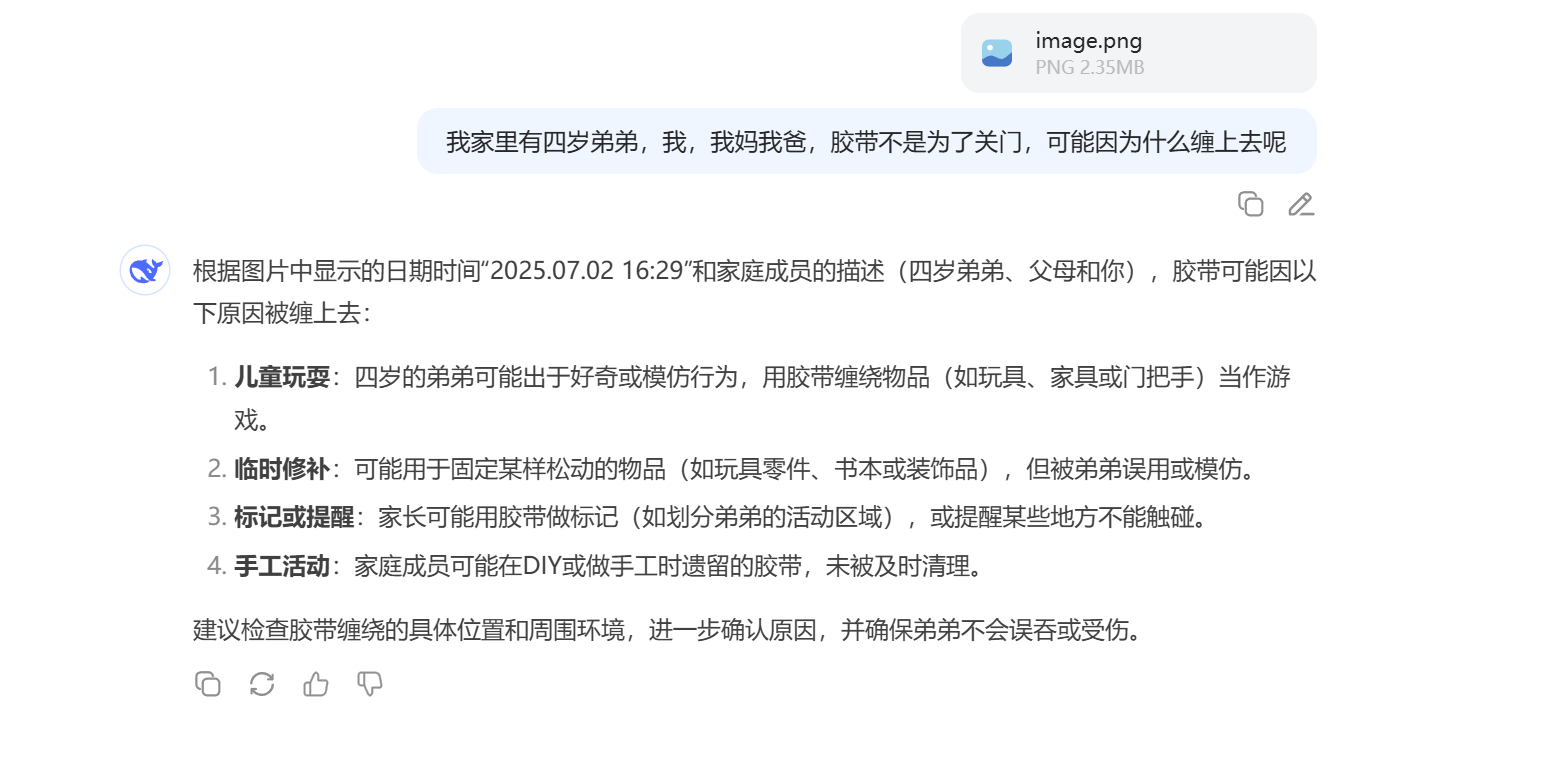 image.png
PNG 2.35MB
我家里有四岁弟弟，我，我妈我爸，胶带不是为了关门，可能因为什么缠上去呢
根据图片中显示的日期时间“2025.07.02 16:29”和家庭成员的描述（四岁弟弟、父母和你），胶带可能因以
下原因被缠上去：
1. 儿童玩耍：四岁的弟弟可能出于好奇或模仿行为，用胶带缠绕物品（如玩具、家具或门把手）当作游
戏。
2. 临时修补：可能用于固定某样松动的物品（如玩具零件、书本或装饰品），但被弟弟误用或模仿。
3. 标记或提醒：家长可能用胶带做标记（如划分弟弟的活动区域），或提醒某些地方不能触碰。
4. 手工活动：家庭成员可能在DIY或做手工时遗留的胶带，未被及时清理。
建议检查胶带缠绕的具体位置和周围环境，进一步确认原因，并确保弟弟不会误吞或受伤。